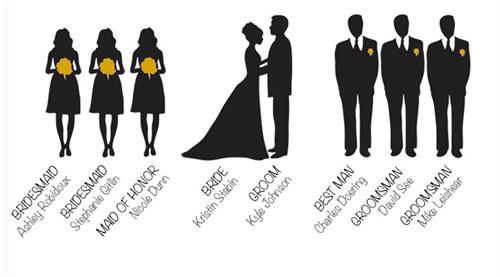 BRIDESMAID
Ashley Robidoux
BRIDESMAID
Stephanie Gitlin
MAID OF HONOR
Nicole Dunn
BRIDE
Kristin Stabin
GROOM
Kyle Johnson
BEST MAN
Charles Doering
GROOMSMAN
David See
GROOMSMAN
Mike Leishear